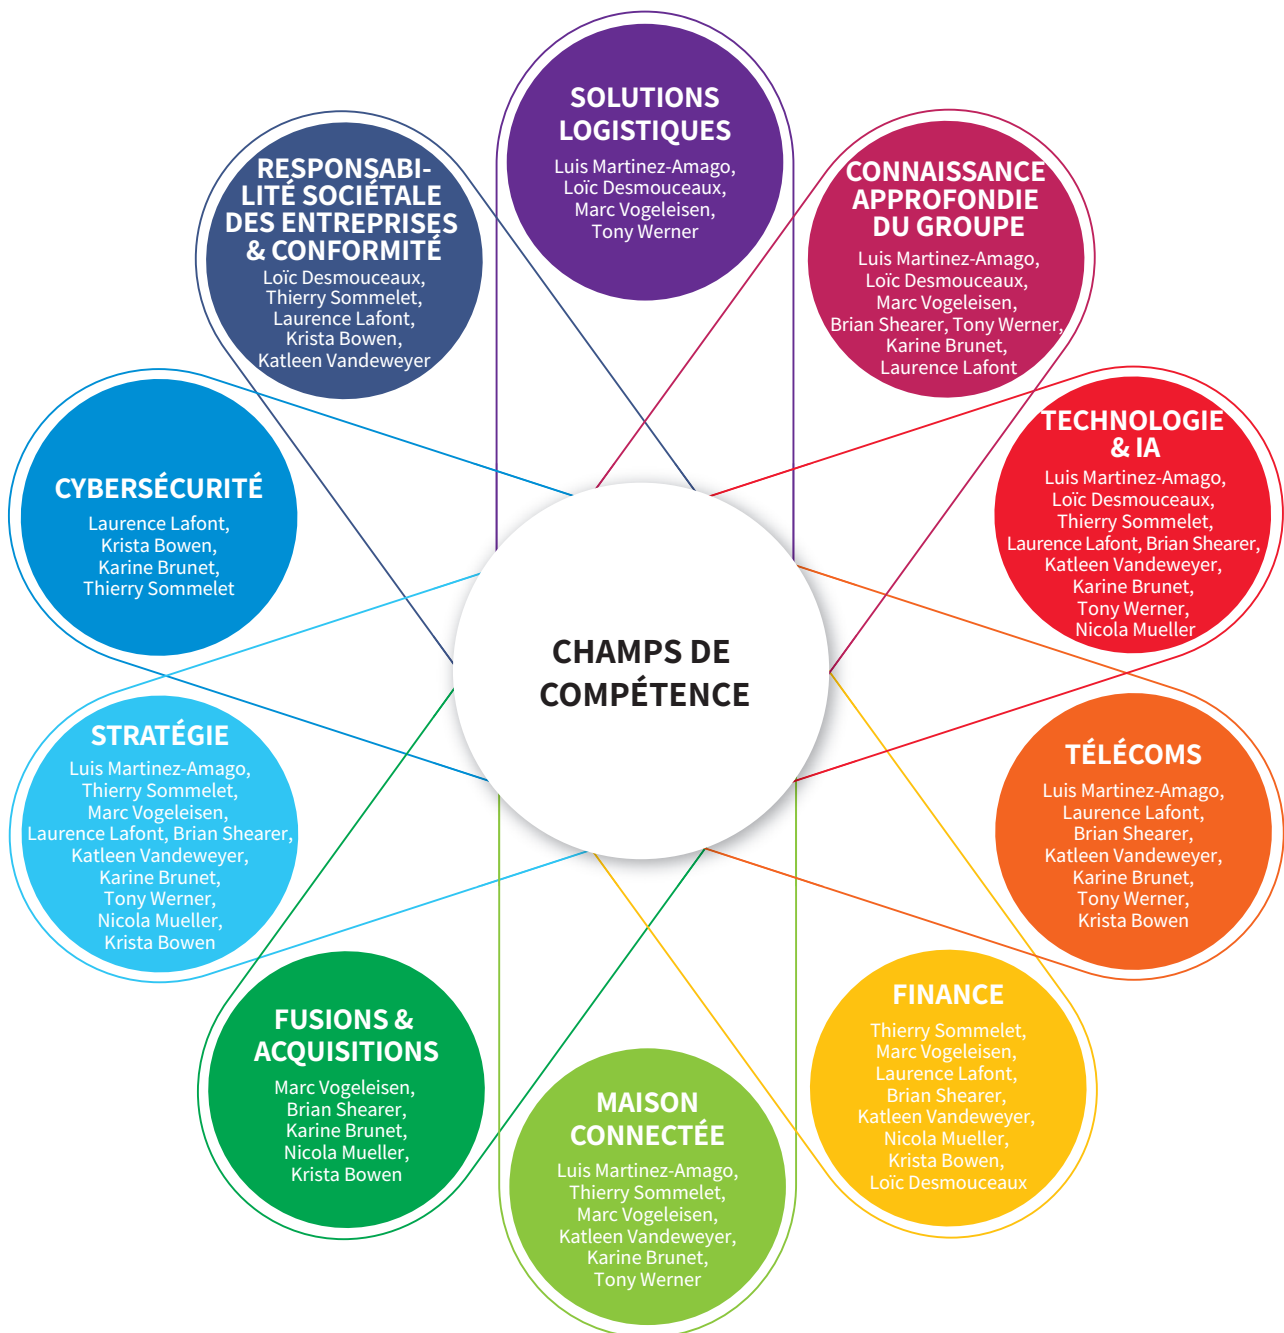 SOLUTIONS
LOGISTIQUES
Luis Martinez-Amago,
Loïc Desmouceaux,
Marc Vogeleisen,
Tony Werner
CONNAISSANCE
APPROFONDIE
DU GROUPE
Luis Martinez-Amago,
Loïc Desmouceaux,
Marc Vogeleisen,
Brian Shearer, Tony Werner,
Karine Brunet,
Laurence Lafont
TECHNOLOGIE
& IA
Luis Martinez-Amago,
Loïc Desmouceaux,
Thierry Sommelet,
Laurence Lafont, Brian Shearer,
Katleen Vandeweyer,
Karine Brunet,
Tony Werner,
Nicola Mueller
TÉLÉCOMS
Luis Martinez-Amago,
Laurence Lafont,
Brian Shearer,
Katleen Vandeweyer,
Karine Brunet,
Tony Werner,
Krista Bowen
FINANCE
Thierry Sommelet,
Marc Vogeleisen,
Laurence Lafont,
Brian Shearer,
Katleen Vandeweyer,
Nicola Mueller,
Krista Bowen,
Loïc Desmouceaux
MAISON
CONNECTÉE
Luis Martinez-Amago,
Thierry Sommelet,
Marc Vogeleisen,
Katleen Vandeweyer,
Karine Brunet,
Tony Werner
FUSIONS &
ACQUISITIONS
Marc Vogeleisen,
Brian Shearer,
Karine Brunet,
Nicola Mueller,
Krista Bowen
STRATÉGIE
Luis Martinez-Amago,
Thierry Sommelet,
Marc Vogeleisen,
Laurence Lafont, Brian Shearer,
Katleen Vandeweyer,
Karine Brunet,
Tony Werner,
Nicola Mueller,
Krista Bowen
CYBERSÉCURITÉ
Laurence Lafont,
Krista Bowen,
Karine Brunet,
Thierry Sommelet
RESPONSABI-
LITÉ SOCIÉTALE
DES ENTREPRISES
& CONFORMITÉ
Loïc Desmouceaux,
Thierry Sommelet,
Laurence Lafont,
Krista Bowen,
Katleen Vandeweyer
CHAMPS DE
COMPÉTENCE